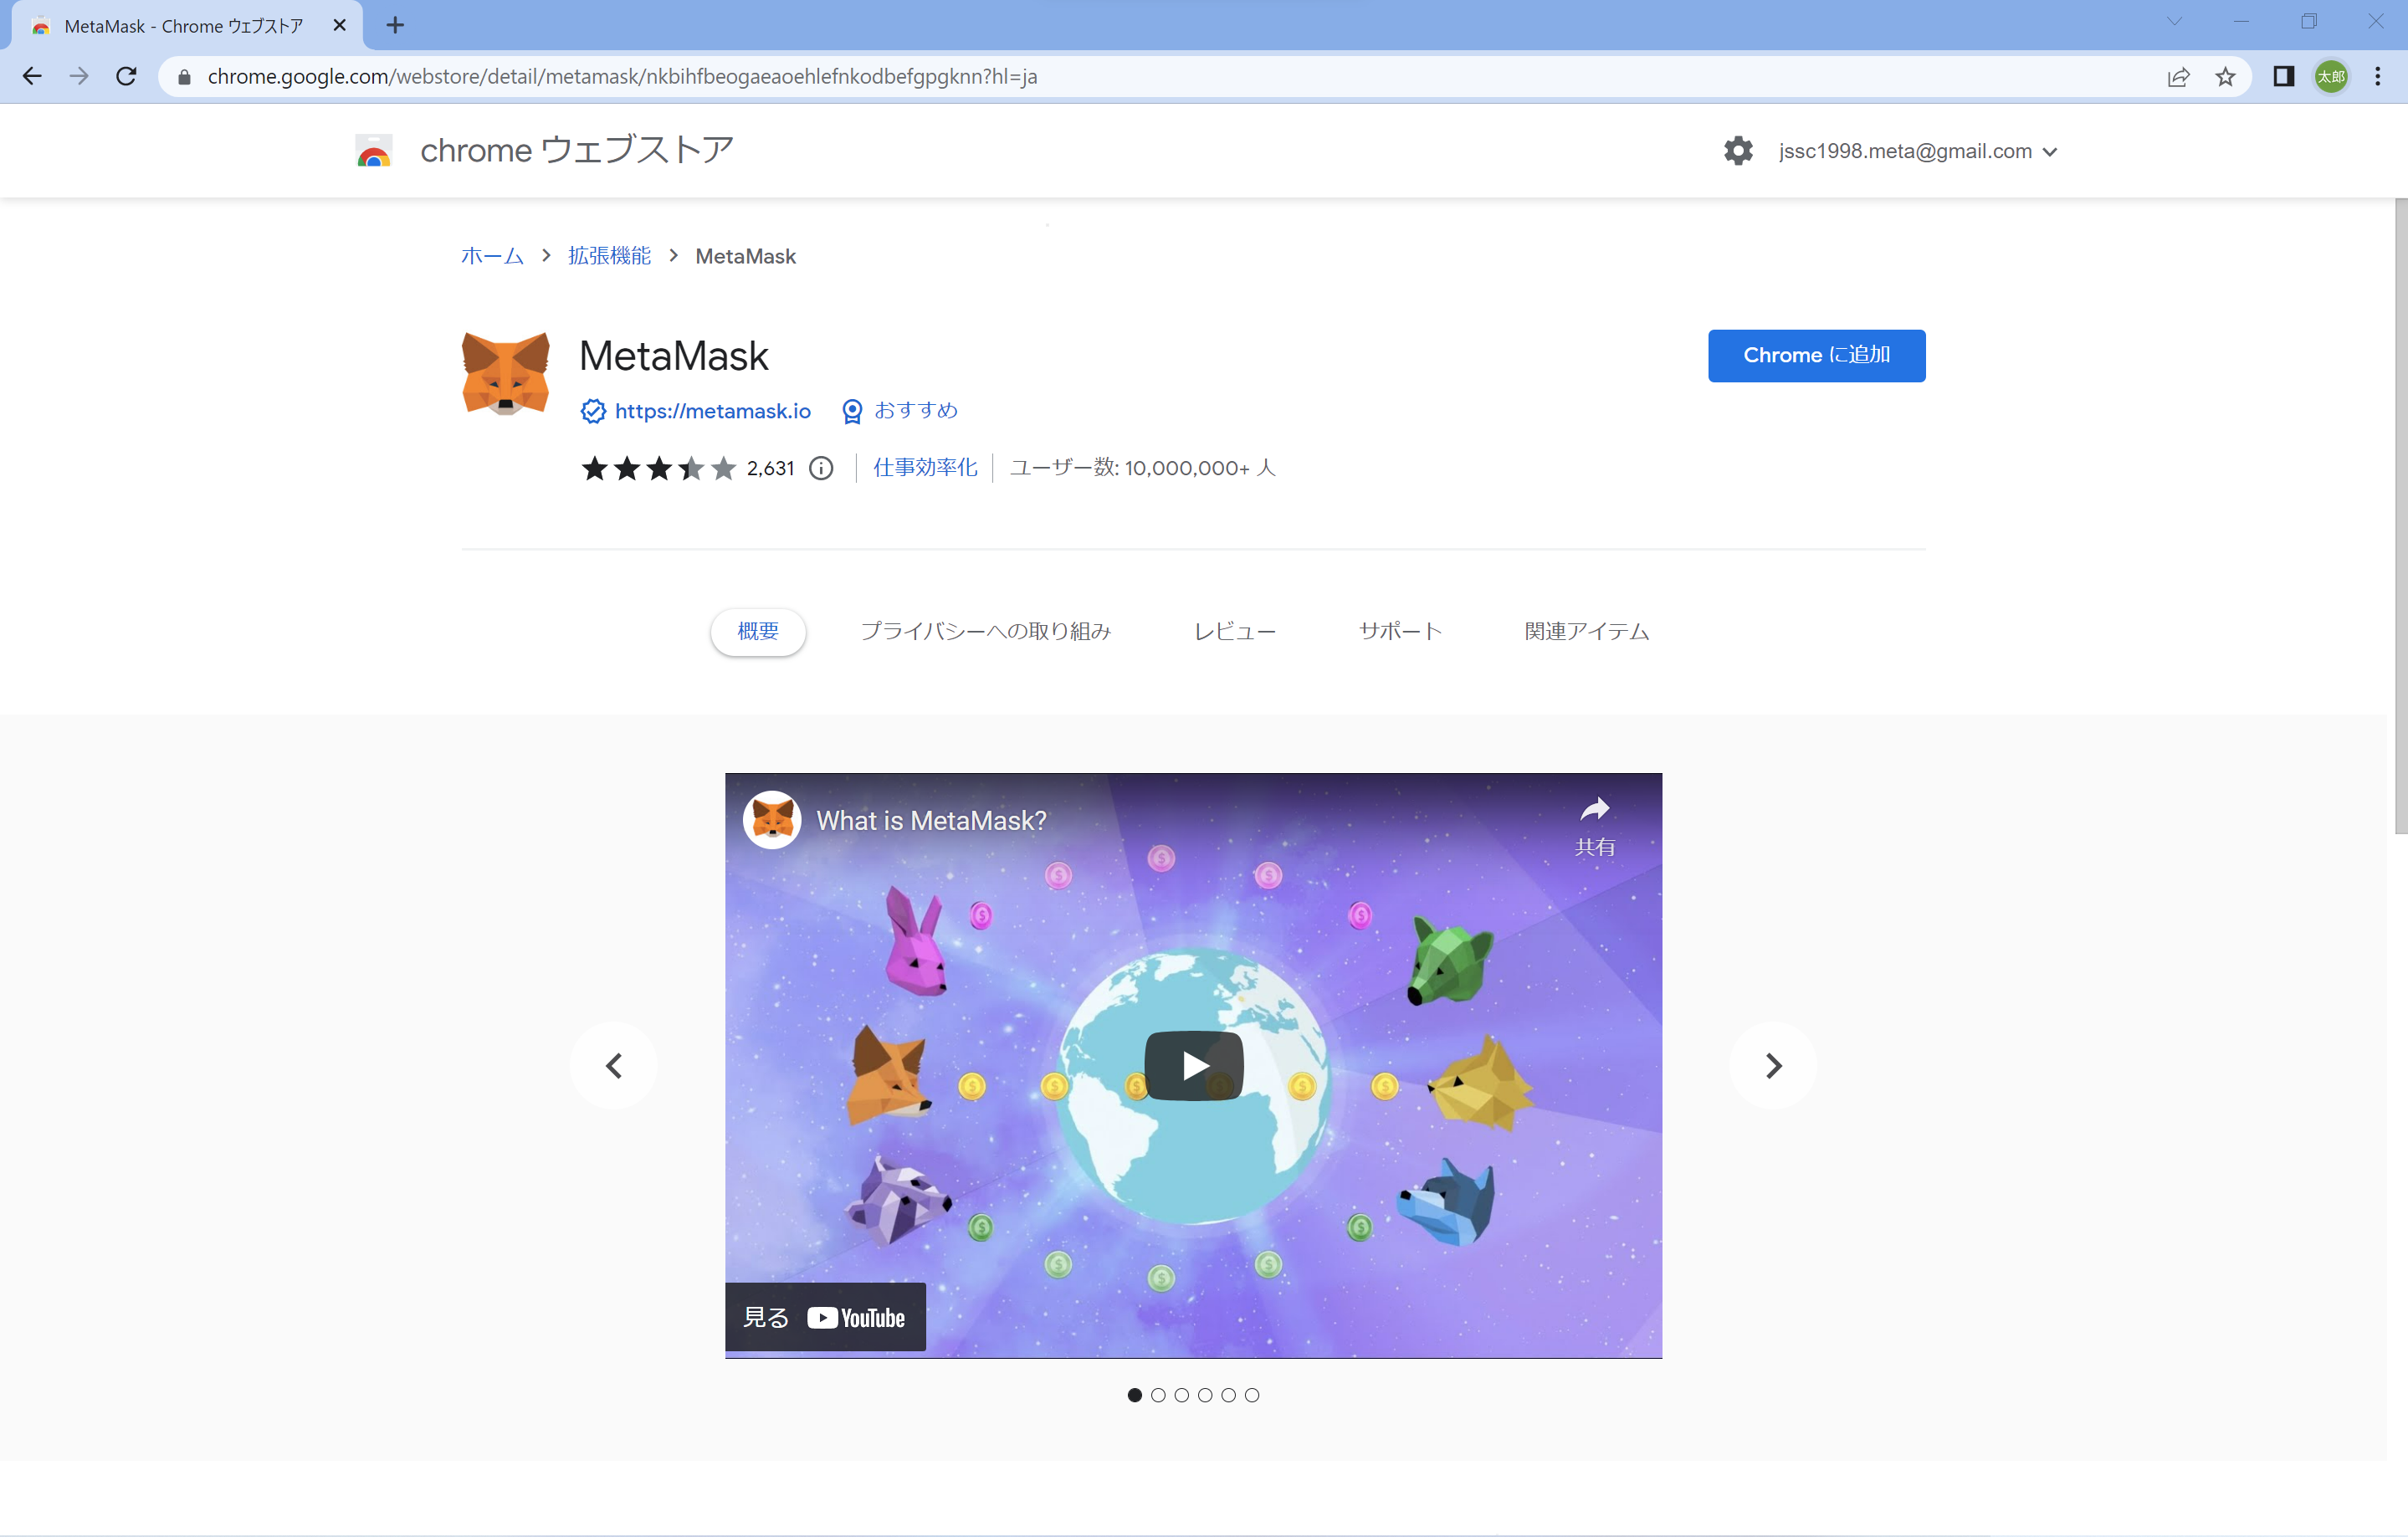 MetaMask - Chrome ウェブストア
chrome.google.com/webstore/detail/metamask/nkbihfbeogaeaoehlefnkodbefgpgknn?hl=ja
太郎
chrome ウェブストア
jssc1998.meta@gmail.com
ホーム > 拡張機能 > MetaMask
MetaMask
Chrome に追加
https://metamask.io
おすすめ
2,631
仕事効率化
ユーザー数: 10,000,000+ 人
概要
プライバシーへの取り組み
レビュー
サポート
関連アイテム
What is MetaMask?
共有
見る YouTube